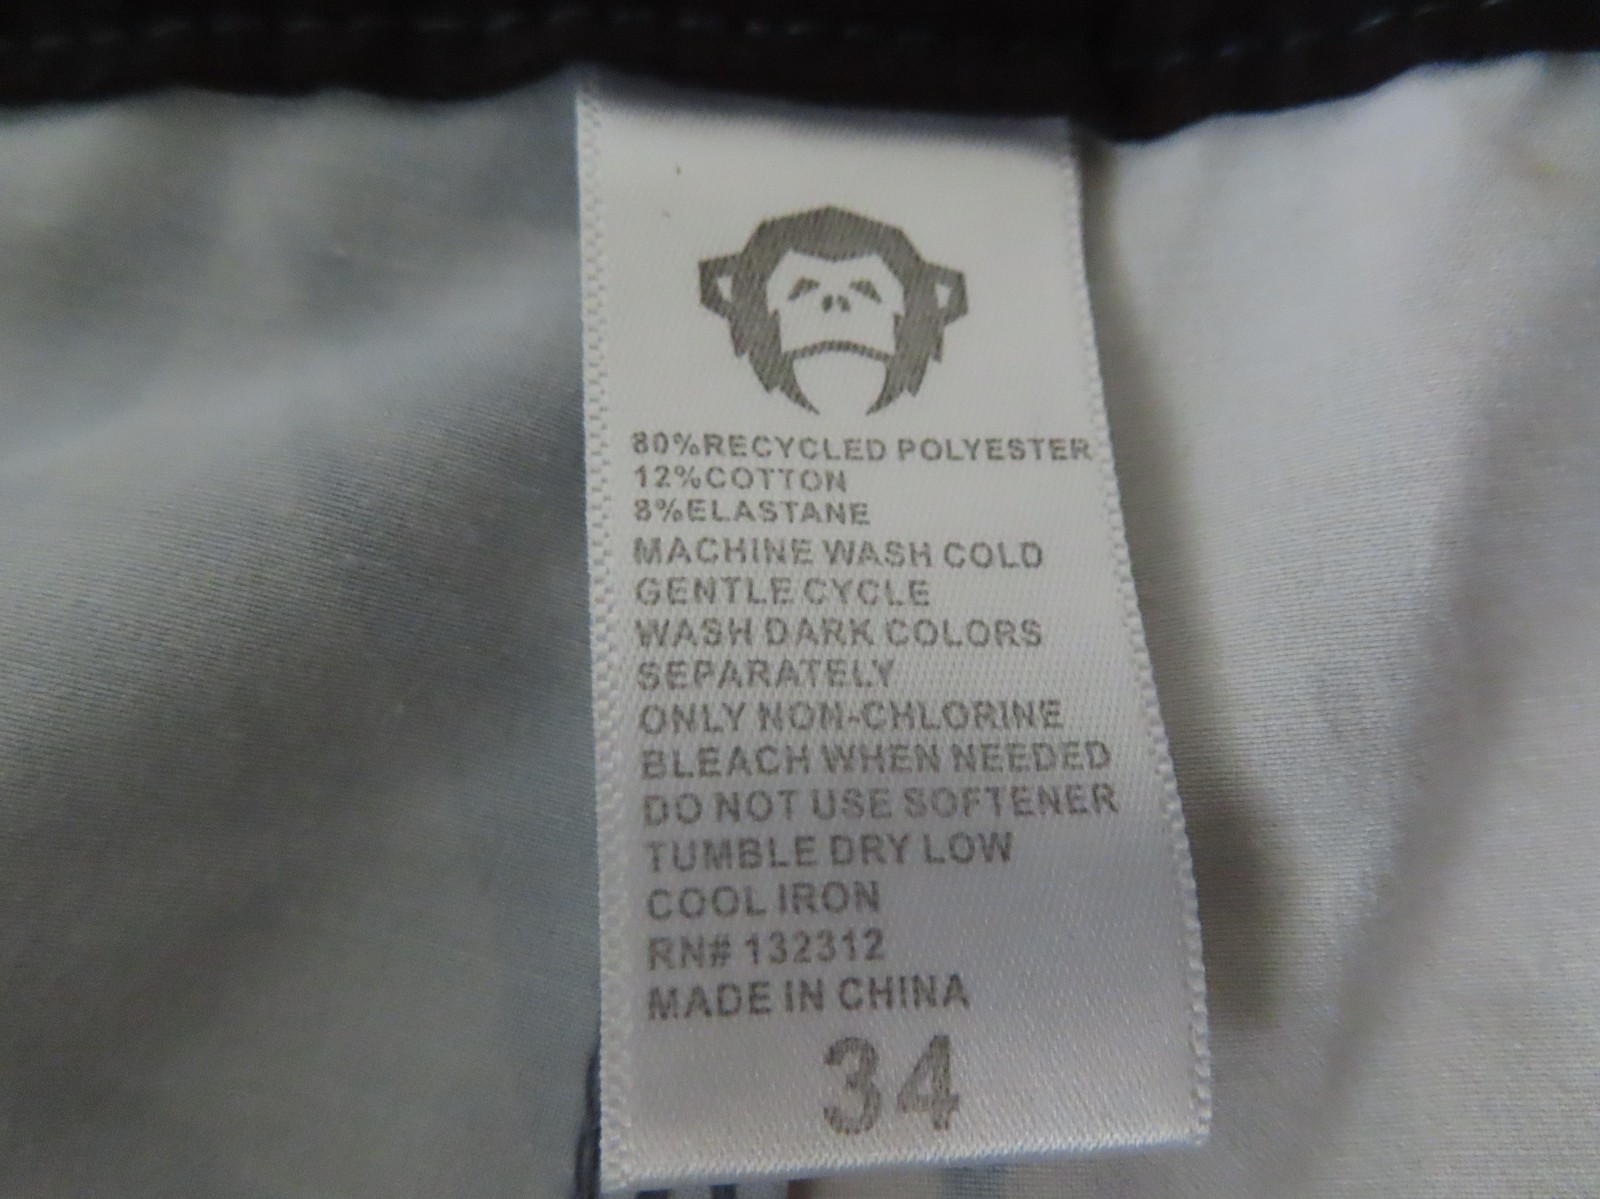 80%RECYCLED POLYESTER
12%COTTON
8%ELASTANE
MACHINE WASH COLD
GENTLE CYCLE
WASH DARK COLORS
SEPARATELY
ONLY NON-CHLORINE
BLEACH WHEN NEEDED
DO NOT USE SOFTENER
TUMBLE DRY LOW
COOL IRON
RN# 132312
MADE IN CHINA
34